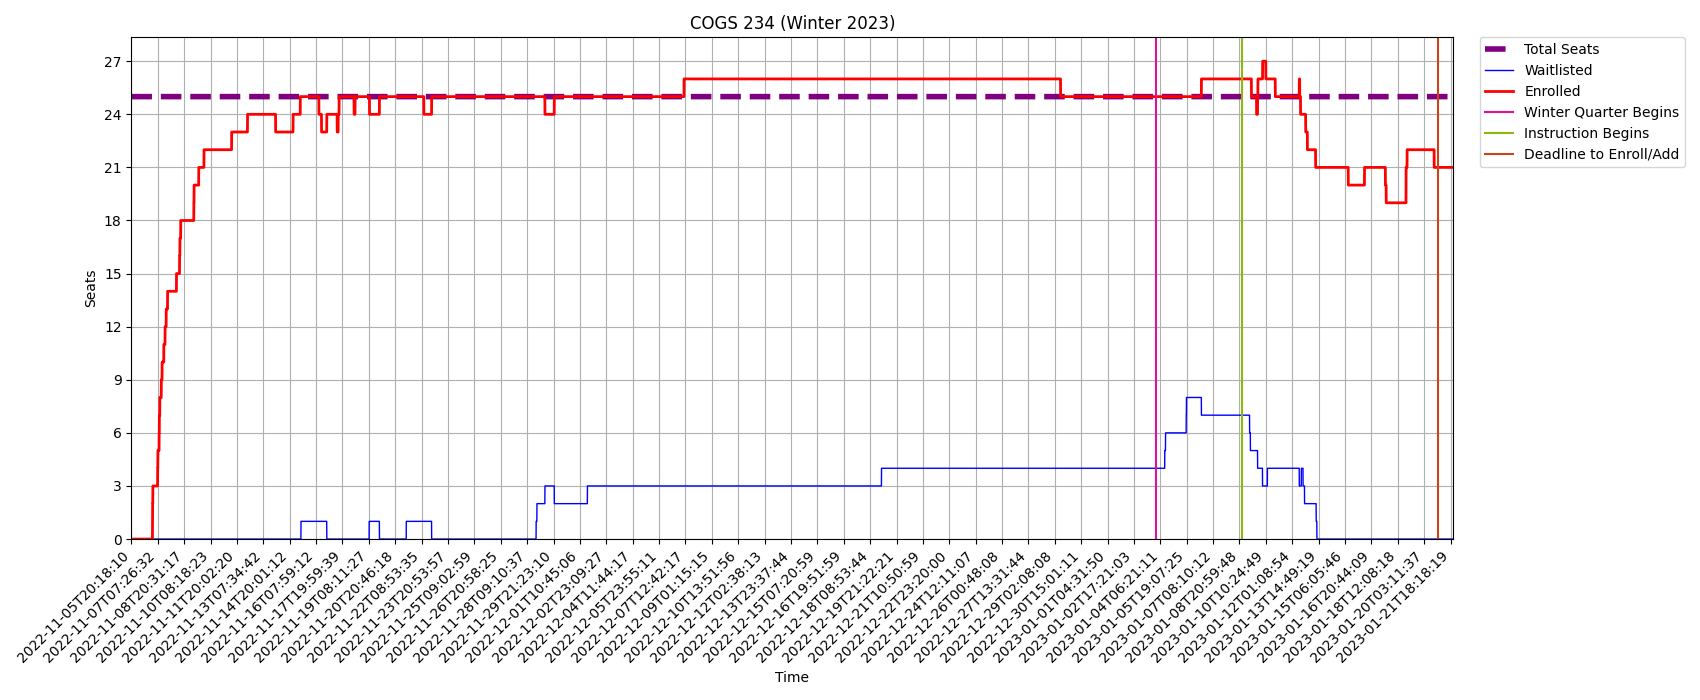 COGS 234 (Winter 2023)
Total Seats
Waitlisted
Enrolled
Winter Quarter Begins
Instruction Begins
Deadline to Enroll/Add
27
24
21
18
15
12
9
6
3
0
Seats
2022-11-05T20:18:10
2022-11-07T07:26:32
2022-11-08T20:31:17
2022-11-10T08:18:23
2022-11-11T20:02:20
2022-11-13T07:34:42
2022-11-14T20:01:12
2022-11-16T07:59:12
2022-11-17T19:59:39
2022-11-19T08:11:27
2022-11-20T20:46:18
2022-11-22T08:53:35
2022-11-23T20:53:57
2022-11-25T09:02:59
2022-11-26T20:58:25
2022-11-28T09:10:37
2022-11-29T21:23:10
2022-12-01T10:45:06
2022-12-02T23:09:27
2022-12-04T11:44:17
2022-12-05T23:55:11
2022-12-07T12:42:17
2022-12-09T01:15:15
2022-12-10T13:51:56
2022-12-12T02:38:13
2022-12-13T23:37:44
2022-12-15T07:20:59
2022-12-16T19:51:59
2022-12-18T08:53:44
2022-12-19T21:22:21
2022-12-21T10:50:59
2022-12-22T23:20:00
2022-12-24T12:11:07
2022-12-26T00:48:08
2022-12-27T13:31:44
2022-12-29T02:08:08
2022-12-30T15:01:11
2023-01-01T04:31:50
2023-01-02T17:21:03
2023-01-04T06:21:11
2023-01-05T19:07:25
2023-01-07T08:10:12
2023-01-08T20:59:48
2023-01-10T10:24:49
2023-01-12T01:08:54
2023-01-13T14:49:19
2023-01-15T06:05:46
2023-01-16T20:44:09
2023-01-18T12:08:18
2023-01-20T03:11:37
2023-01-21T18:18:19
Time